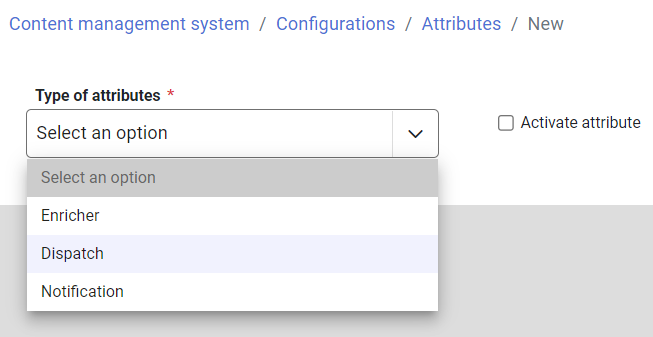 Content management system / Configurations / Attributes / New
Type of attributes *
Select an option
Activate attribute
Select an option
Enricher
Dispatch
Notification